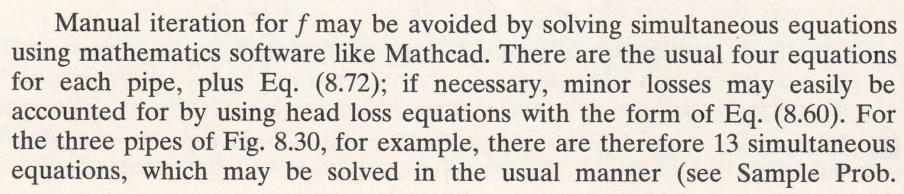 Manual iteration for f may be avoided by solving simultaneous equations
using mathematics software like Mathcad. There are the usual four equations
for each pipe, plus Eq. (8.72); if necessary, minor losses may easily be
accounted for by using head loss equations with the form of Eq. (8.60). For
the three pipes of Fig. 8.30, for example, there are therefore 13 simultaneous
equations, which may be solved in the usual manner (see Sample Prob.